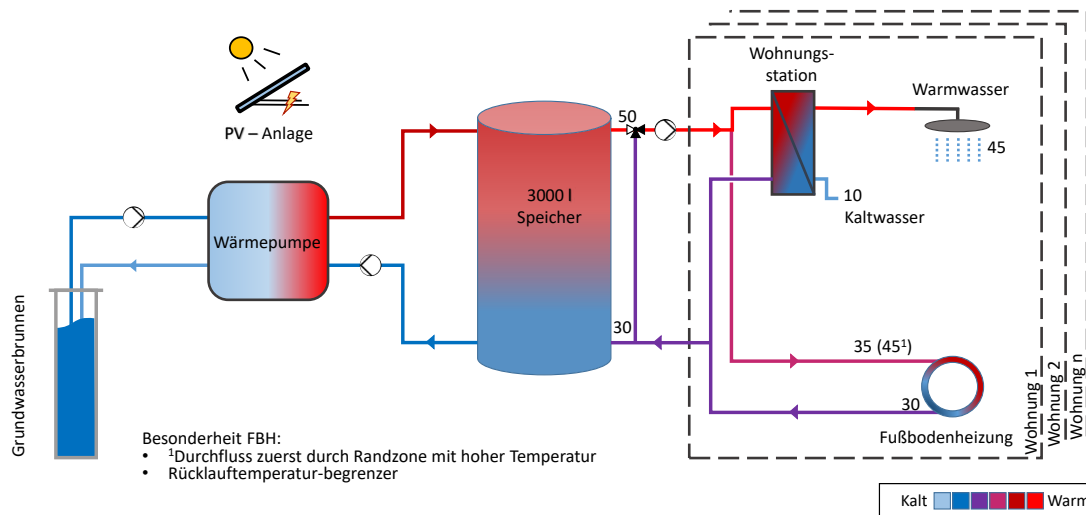 PV – Anlage
Wärmepumpe
Grundwasserbrunnen
3000 l
Speicher
50
30
Wohnungs-
station
Warmwasser
45
10
Kaltwasser
35 (45¹)
30
Fußbodenheizung
Wohnung 1
Wohnung 2
Wohnung n
Besonderheit FBH:
• ¹Durchfluss zuerst durch Randzone mit hoher Temperatur
• Rücklauftemperatur-begrenzer
Kalt
Warm